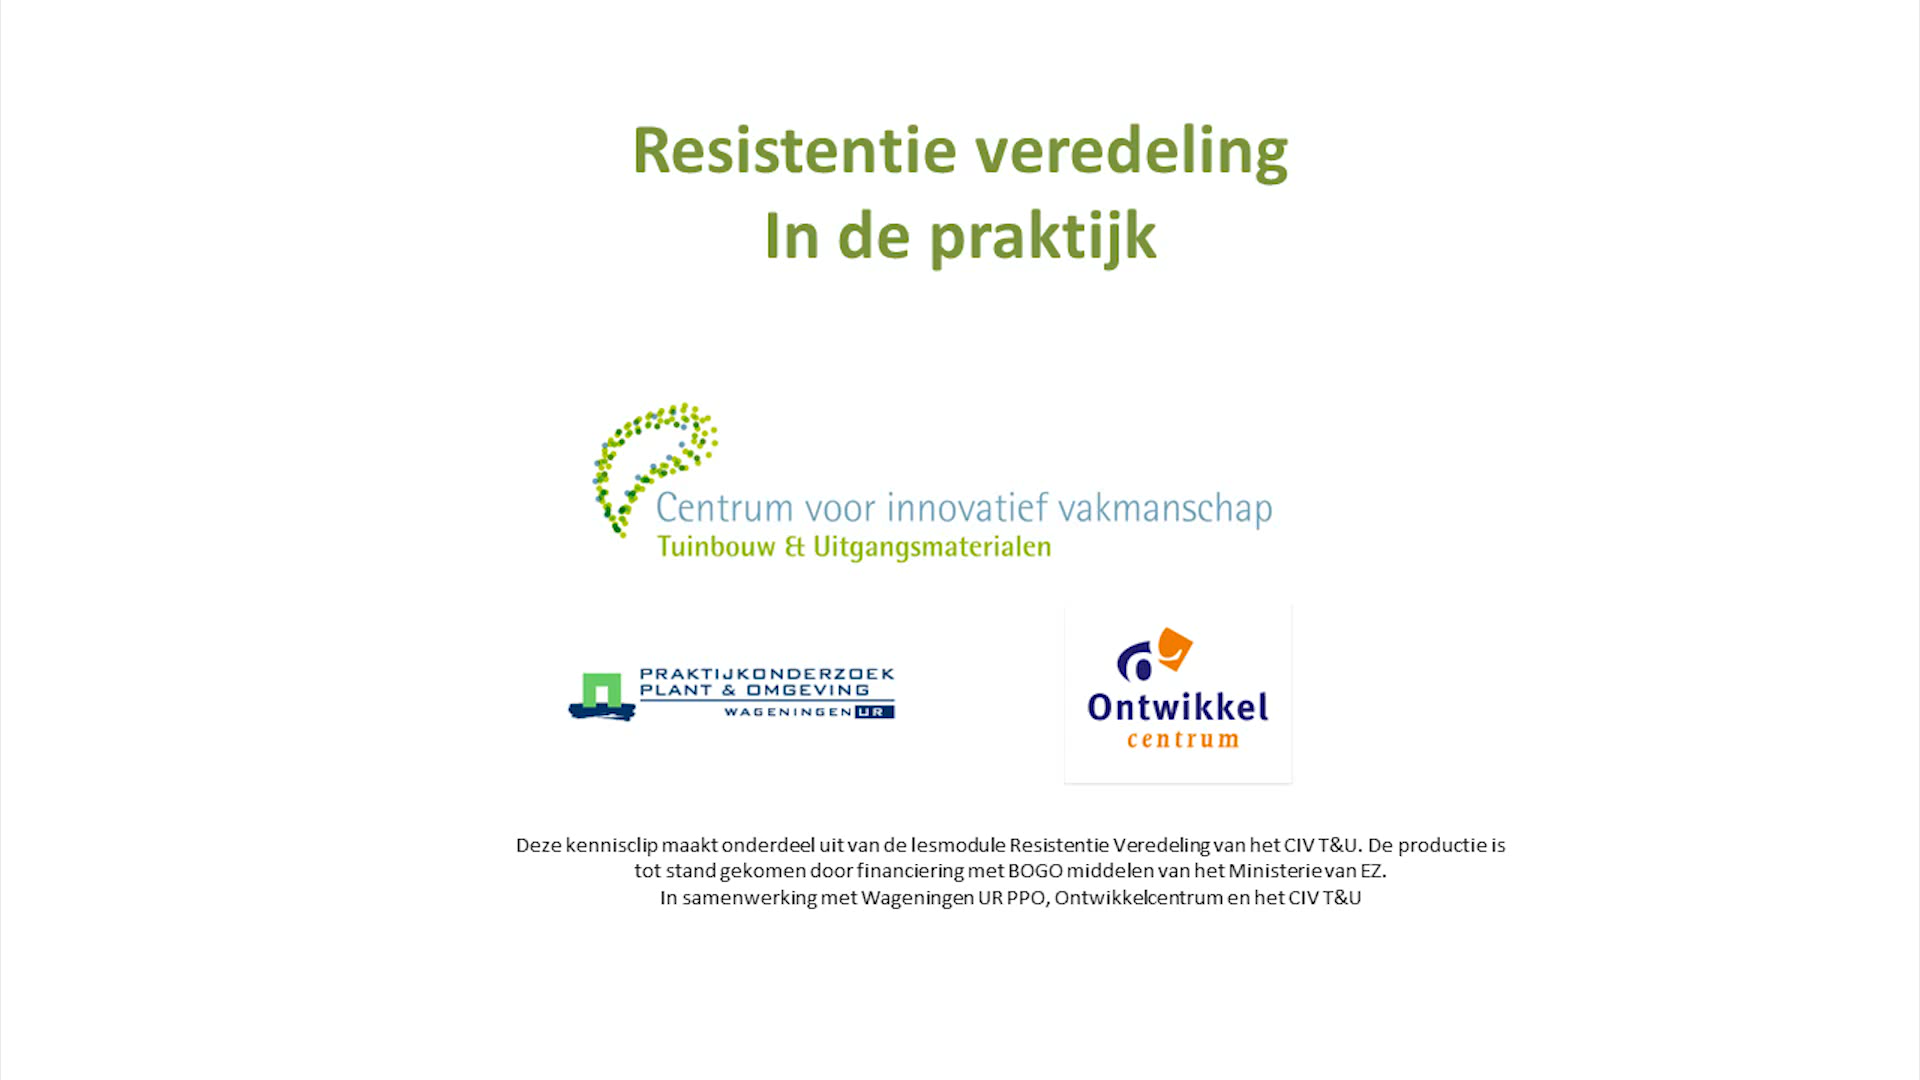 Resistentie veredeling
In de praktijk
Centrum voor innovatief vakmanschap
Tuinbouw & Uitgangsmaterialen
PRAKTIJKONDERZOEK
PLANT & OMGEVING
WAGENINGEN UR
Ontwikkel
centrum
Deze kennisclip maakt onderdeel uit van de lesmodule Resistentie Veredeling van het CIV T&U. De productie is
tot stand gekomen door financiering met BOGO middelen van het Ministerie van EZ.
In samenwerking met Wageningen UR PPO, Ontwikkelcentrum en het CIV T&U